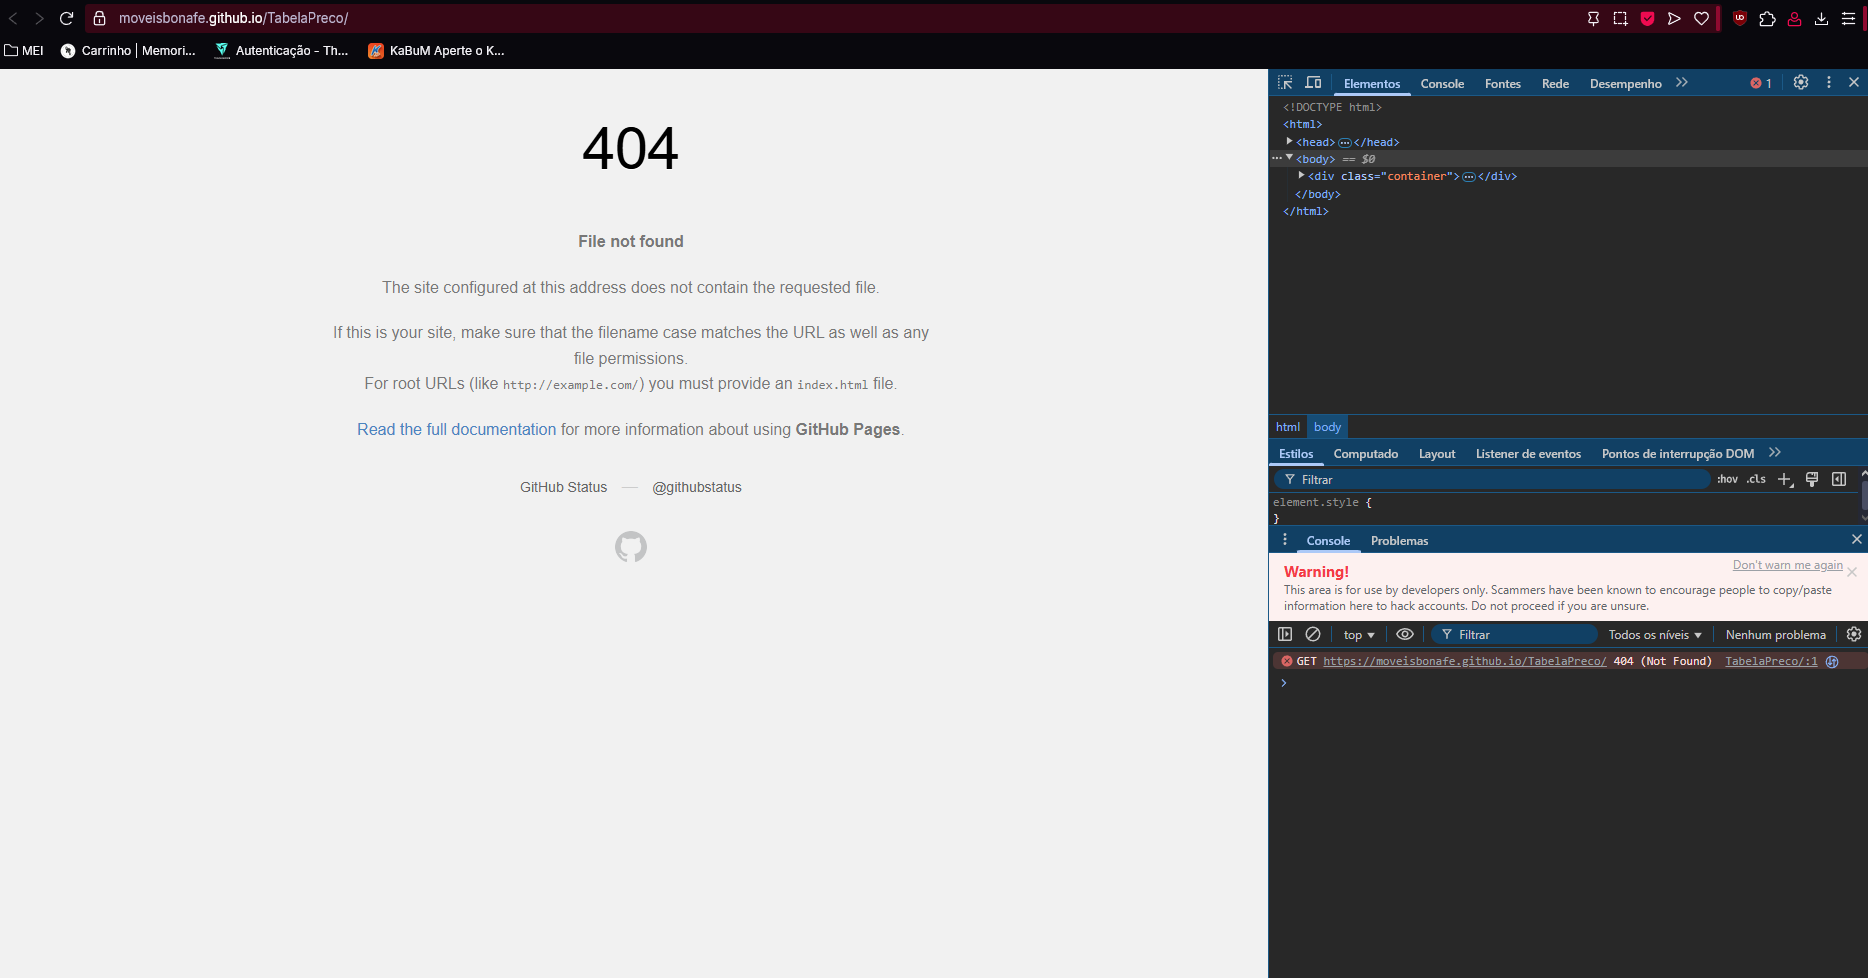 moveisbonafe.github.io/TabelaPreco/
MEI
Carrinho | Memori...
Autenticação - Th...
KaBuM Aperte o K...
404
File not found
The site configured at this address does not contain the requested file.
If this is your site, make sure that the filename case matches the URL as well as any
file permissions.
For root URLs (like http://example.com/) you must provide an index.html file.
Read the full documentation for more information about using GitHub Pages.
GitHub Status — @githubstatus
Elementos Console Fontes Rede Desempenho 1
<!DOCTYPE html>
<html>
<head>…</head>
<body> == $0
<div class="container">…</div>
</body>
</html>
html body
Estilos Computado Layout Listener de eventos Pontos de interrupção DOM
Filtrar :hov .cls
element.style {
}
Console Problemas
Warning! Don't warn me again
This area is for use by developers only. Scammers have been known to encourage people to copy/paste
information here to hack accounts. Do not proceed if you are unsure.
top Filtrar Todos os níveis Nenhum problema
GET https://moveisbonafe.github.io/TabelaPreco/ 404 (Not Found) TabelaPreco/:1